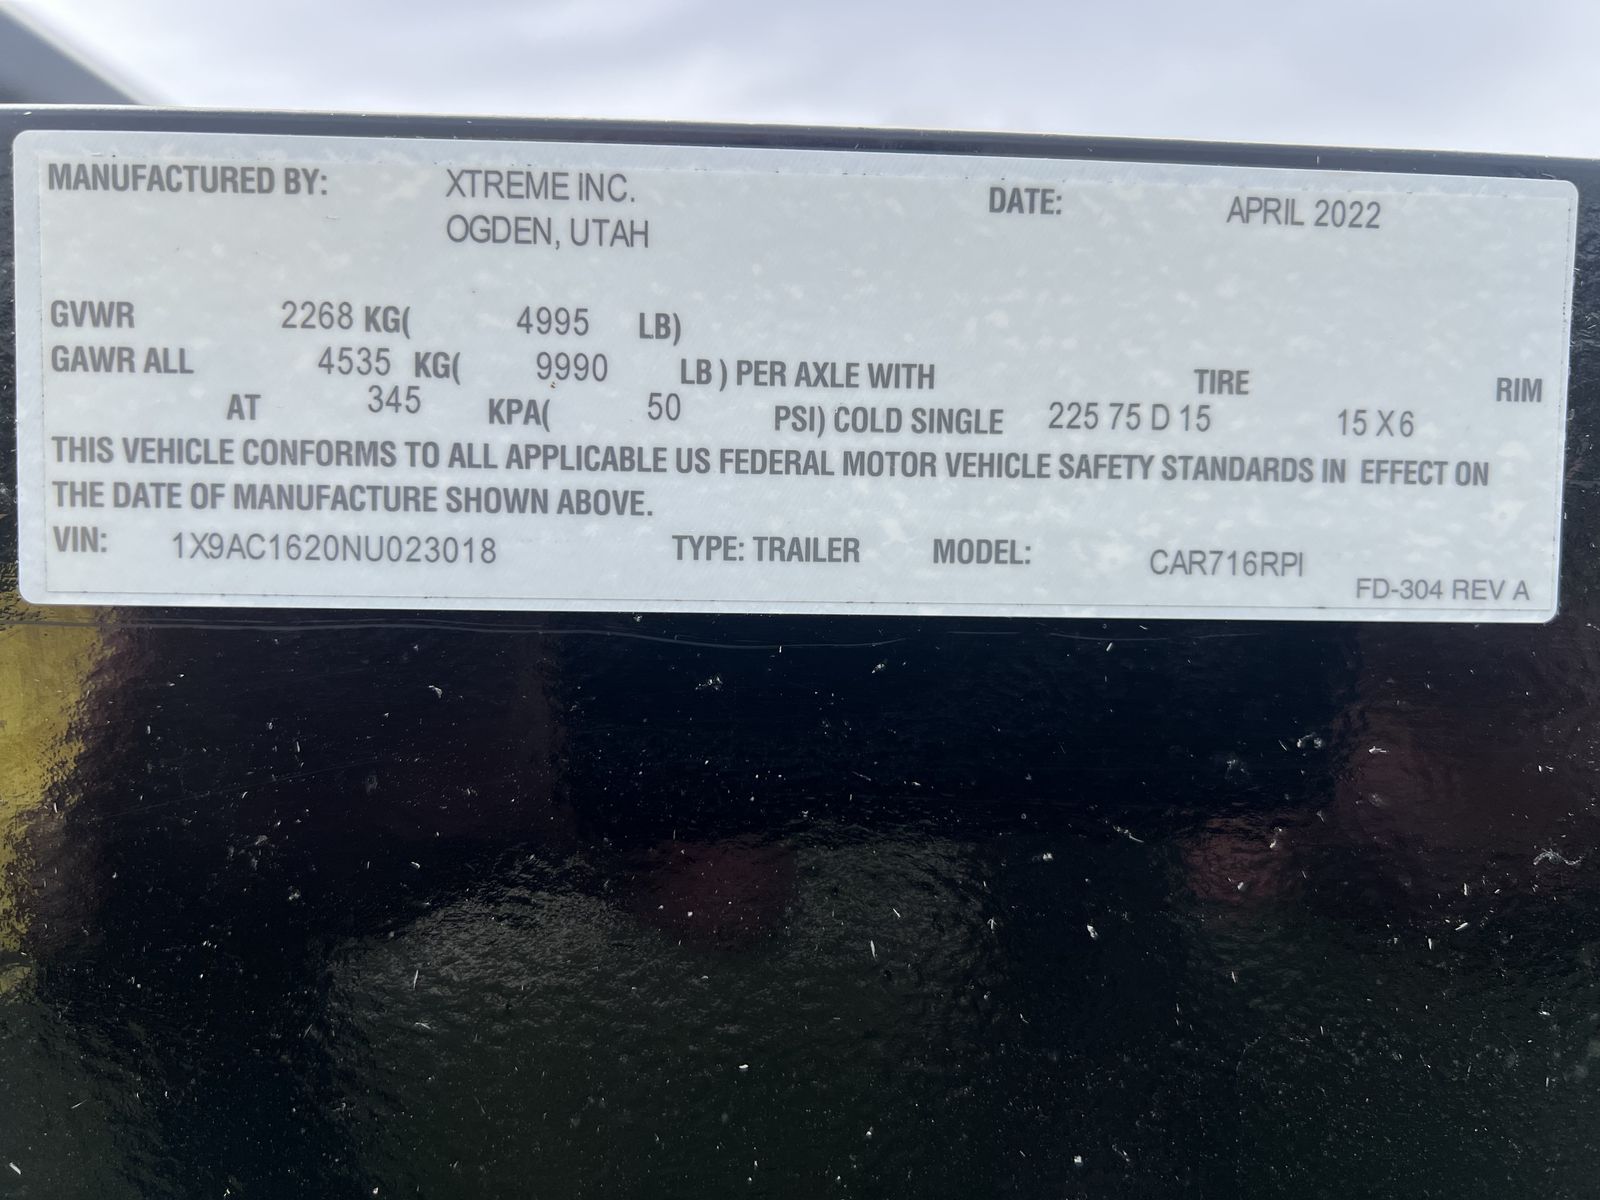 MANUFACTURED BY: XTREME INC. DATE: APRIL 2022
OGDEN, UTAH
GVWR 2268 KG( 4995 LB)
GAWR ALL 4535 KG( 9990 LB ) PER AXLE WITH TIRE RIM
AT 345 KPA( 50 PSI) COLD SINGLE 225 75 D 15 15 X 6
THIS VEHICLE CONFORMS TO ALL APPLICABLE US FEDERAL MOTOR VEHICLE SAFETY STANDARDS IN EFFECT ON
THE DATE OF MANUFACTURE SHOWN ABOVE.
VIN: 1X9AC1620NU023018 TYPE: TRAILER MODEL: CAR716RPI
FD-304 REV A